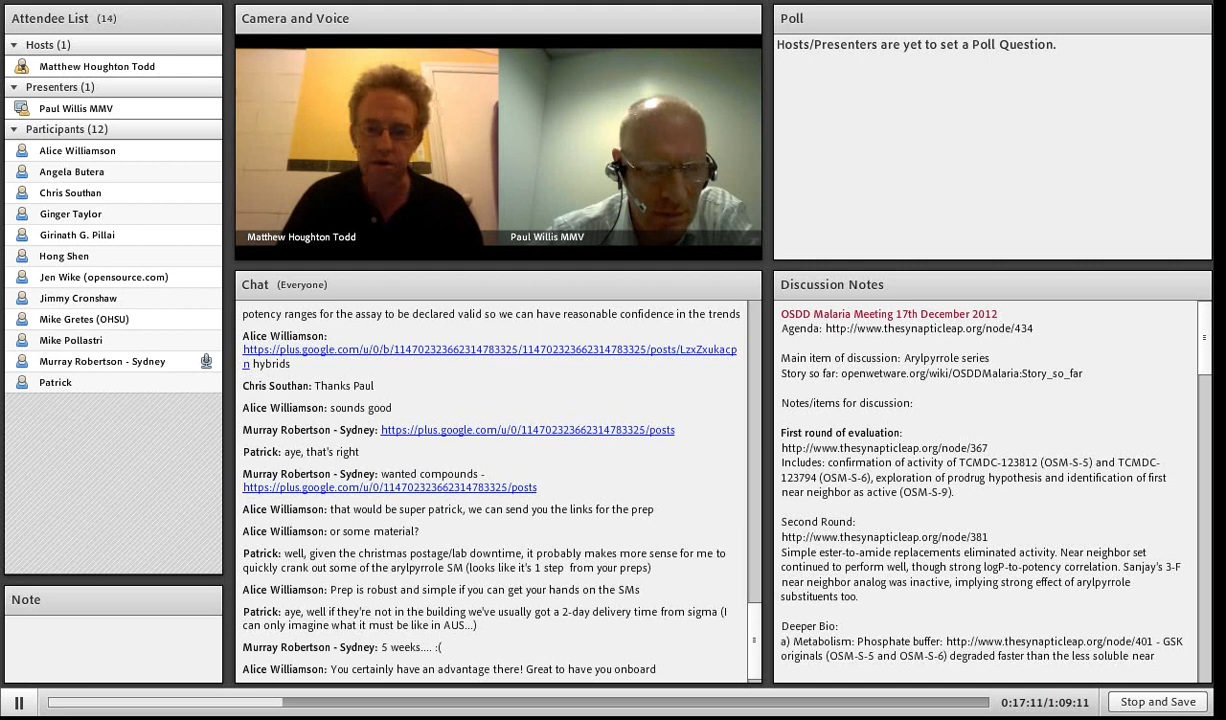 Attendee List (14)
Hosts (1)
Matthew Houghton Todd
Presenters (1)
Paul Willis MMV
Participants (12)
Alice Williamson
Angela Butera
Chris Southan
Ginger Taylor
Girinath G. Pillai
Hong Shen
Jen Wike (opensource.com)
Jimmy Cronshaw
Mike Gretes (OHSU)
Mike Pollastri
Murray Robertson - Sydney
Patrick
Note
Camera and Voice
Matthew Houghton Todd
Paul Willis MMV
Chat (Everyone)
potency ranges for the assay to be declared valid so we can have reasonable confidence in the trends
Alice Williamson:
https://plus.google.com/u/0/b/114702323662314783325/114702323662314783325/posts/LzxZxukacp
n hybrids
Chris Southan: Thanks Paul
Alice Williamson: sounds good
Murray Robertson - Sydney: https://plus.google.com/u/0/114702323662314783325/posts
Patrick: aye, that's right
Murray Robertson - Sydney: wanted compounds -
https://plus.google.com/u/0/114702323662314783325/posts
Alice Williamson: that would be super patrick, we can send you the links for the prep
Alice Williamson: or some material?
Patrick: well, given the christmas postage/lab downtime, it probably makes more sense for me to
quickly crank out some of the arylpyrrole SM (looks like it's 1 step from your preps)
Alice Williamson: Prep is robust and simple if you can get your hands on the SMs
Patrick: aye, well if they're not in the building we've usually got a 2-day delivery time from sigma (I
can only imagine what it must be like in AUS...)
Murray Robertson - Sydney: 5 weeks.... :(
Alice Williamson: You certainly have an advantage there! Great to have you onboard
Poll
Hosts/Presenters are yet to set a Poll Question.
Discussion Notes
OSDD Malaria Meeting 17th December 2012
Agenda: http://www.thesynapticleap.org/node/434
Main item of discussion: Arylpyrrole series
Story so far: openwetware.org/wiki/OSDDMalaria:Story_so_far
Notes/items for discussion:
First round of evaluation:
http://www.thesynapticleap.org/node/367
Includes: confirmation of activity of TCMDC-123812 (OSM-S-5) and TCMDC-
123794 (OSM-S-6), exploration of prodrug hypothesis and identification of first
near neighbor as active (OSM-S-9).
Second Round:
http://www.thesynapticleap.org/node/381
Simple ester-to-amide replacements eliminated activity. Near neighbor set
continued to perform well, though strong logP-to-potency correlation. Sanjay's 3-F
near neighbor analog was inactive, implying strong effect of arylpyrrole
substituents too.
Deeper Bio:
a) Metabolism: Phosphate buffer: http://www.thesynapticleap.org/node/401 - GSK
originals (OSM-S-5 and OSM-S-6) degraded faster than the less soluble near
0:17:11/1:09:11
Stop and Save